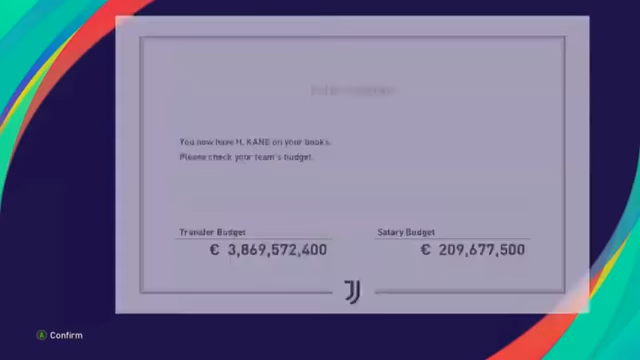 You now have H. KANE on your books.
Please check your team's budget.
Transfer Budget
Salary Budget
€ 3,869,572,400
€ 209,677,500
A Confirm